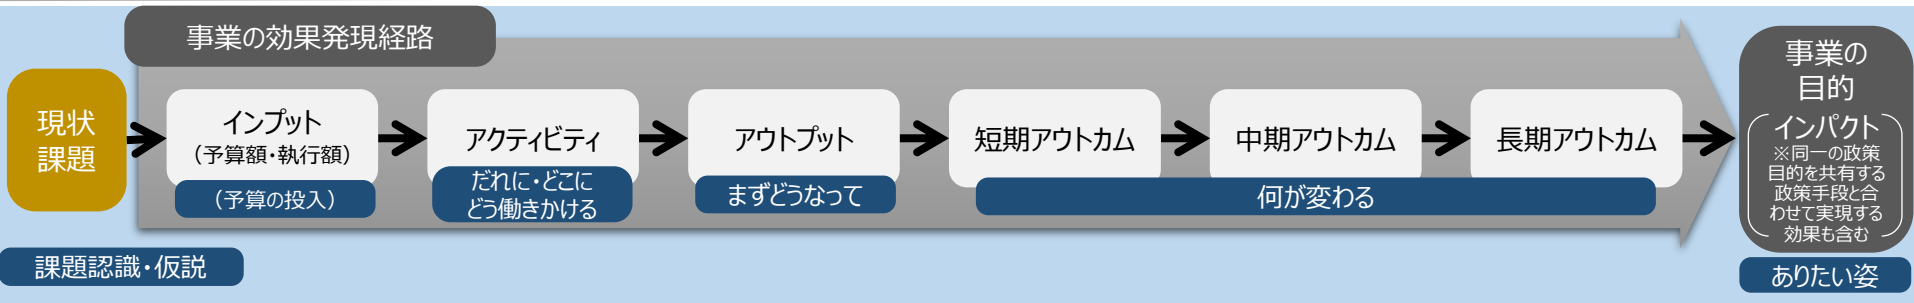 事業の効果発現経路
現状
課題
インプット
（予算額・執行額）
（予算の投入）
アクティビティ
だれに・どこに
どう働きかける
アウトプット
まずどうなって
短期アウトカム
中期アウトカム
長期アウトカム
何が変わる
事業の
目的
インパクト
※同一の政策
目的を共有する
政策手段と合
わせて実現する
効果も含む
課題認識・仮説
ありたい姿